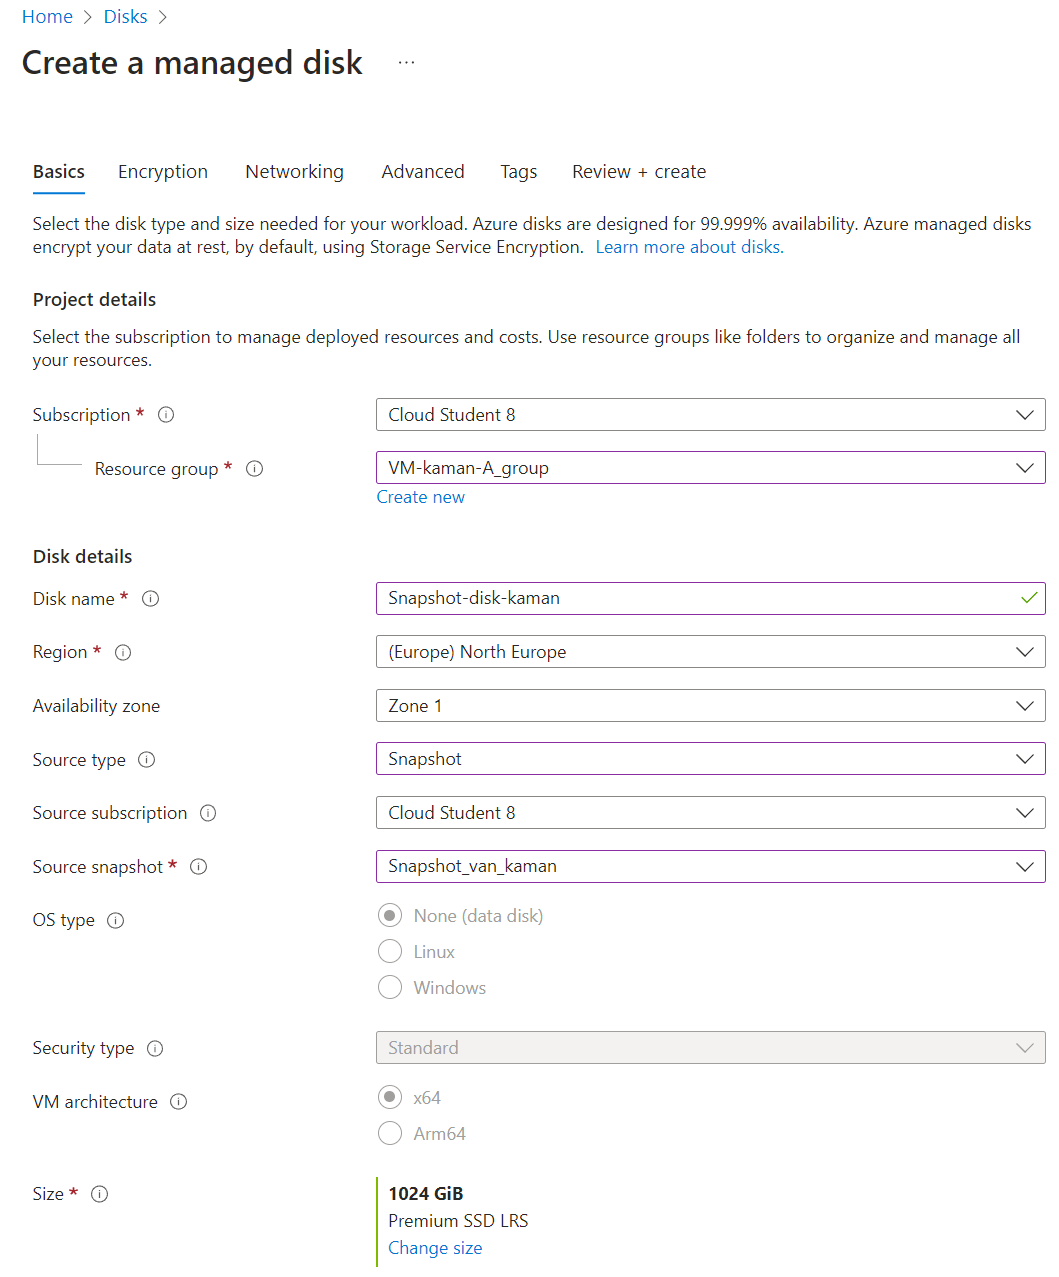 Home > Disks >
Create a managed disk ...
Basics Encryption Networking Advanced Tags Review + create
Select the disk type and size needed for your workload. Azure disks are designed for 99.999% availability. Azure managed disks
encrypt your data at rest, by default, using Storage Service Encryption. Learn more about disks.
Project details
Select the subscription to manage deployed resources and costs. Use resource groups like folders to organize and manage all
your resources.
Subscription * Cloud Student 8
Resource group * VM-kaman-A_group
Create new
Disk details
Disk name * Snapshot-disk-kaman
Region * (Europe) North Europe
Availability zone Zone 1
Source type Snapshot
Source subscription Cloud Student 8
Source snapshot * Snapshot_van_kaman
OS type None (data disk)
Linux
Windows
Security type Standard
VM architecture x64
Arm64
Size * 1024 GiB
Premium SSD LRS
Change size